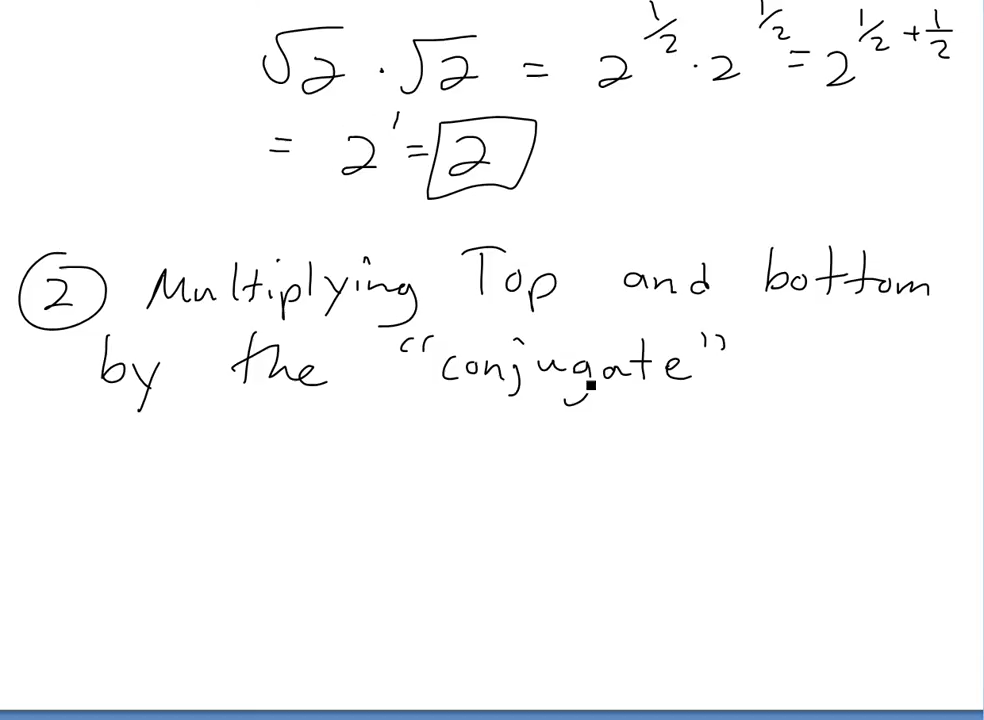 √2 · √2 = 2^{1/2} · 2^{1/2} = 2^{1/2 + 1/2}
= 2^1 = 2
② Multiplying Top and bottom
by the "conjugate"